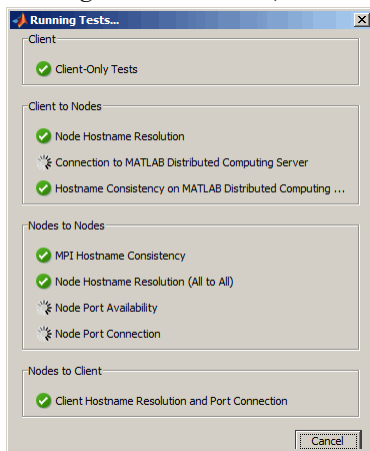 Running Tests...
Client
Client-Only Tests
Client to Nodes
Node Hostname Resolution
Connection to MATLAB Distributed Computing Server
Hostname Consistency on MATLAB Distributed Computing ...
Nodes to Nodes
MPI Hostname Consistency
Node Hostname Resolution (All to All)
Node Port Availability
Node Port Connection
Nodes to Client
Client Hostname Resolution and Port Connection
Cancel